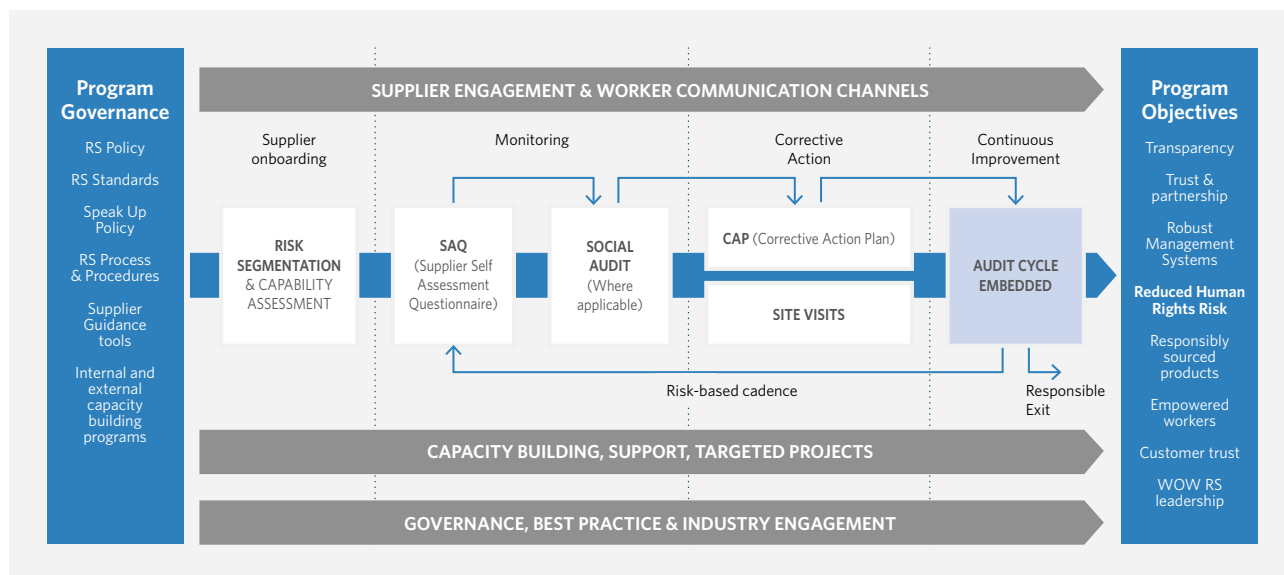 Program
Governance
RS Policy
RS Standards
Speak Up
Policy
RS Process
& Procedures
Supplier
Guidance
tools
Internal and
external
capacity
building
programs
SUPPLIER ENGAGEMENT & WORKER COMMUNICATION CHANNELS
Supplier
onboarding
Monitoring
Corrective
Action
Continuous
Improvement
RISK
SEGMENTATION
& CAPABILITY
ASSESSMENT
SAQ
(Supplier Self
Assessment
Questionnaire)
SOCIAL
AUDIT
(Where
applicable)
CAP (Corrective Action Plan)
SITE VISITS
AUDIT CYCLE
EMBEDDED
Risk-based cadence
Responsible
Exit
CAPACITY BUILDING, SUPPORT, TARGETED PROJECTS
GOVERNANCE, BEST PRACTICE & INDUSTRY ENGAGEMENT
Program
Objectives
Transparency
Trust &
partnership
Robust
Management
Systems
Reduced Human
Rights Risk
Responsibly
sourced
products
Empowered
workers
Customer trust
WOW RS
leadership